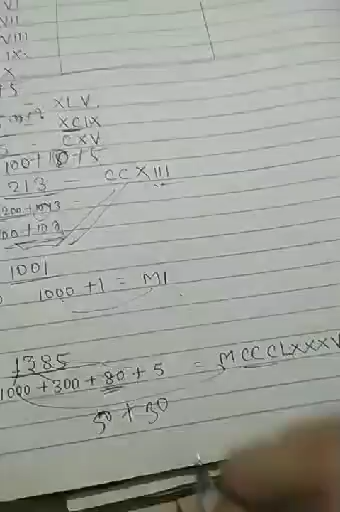 VI
VII
VIII
IX
X
XLV
XCIX
CXV
100+10+5
213 = CCXIII
200+10+3
1001
1000 + 1 = MI
1385
1000 + 300 + 80 + 5 = MCCCLXXXV
50 + 30